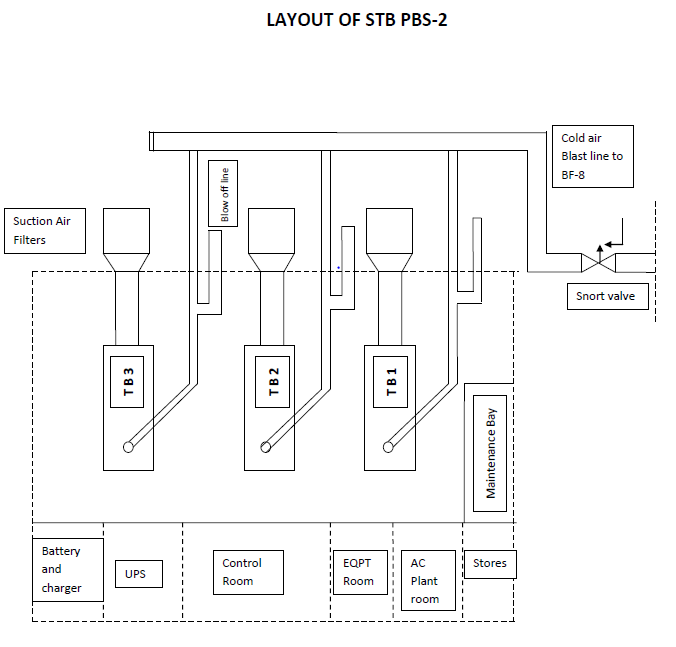 LAYOUT OF STB PBS-2
Cold air
Blast line to
BF-8
Blow off line
Suction Air
Filters
Snort valve
T B 3
T B 2
T B 1
Maintenance Bay
Battery
and
charger
UPS
Control
Room
EQPT
Room
AC
Plant
room
Stores